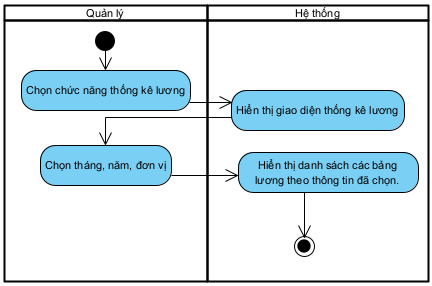 Quản lý
Hệ thống
Chọn chức năng thống kê lương
Hiển thị giao diện thống kê lương
Chọn tháng, năm, đơn vị
Hiển thị danh sách các bảng
lương theo thông tin đã chọn.